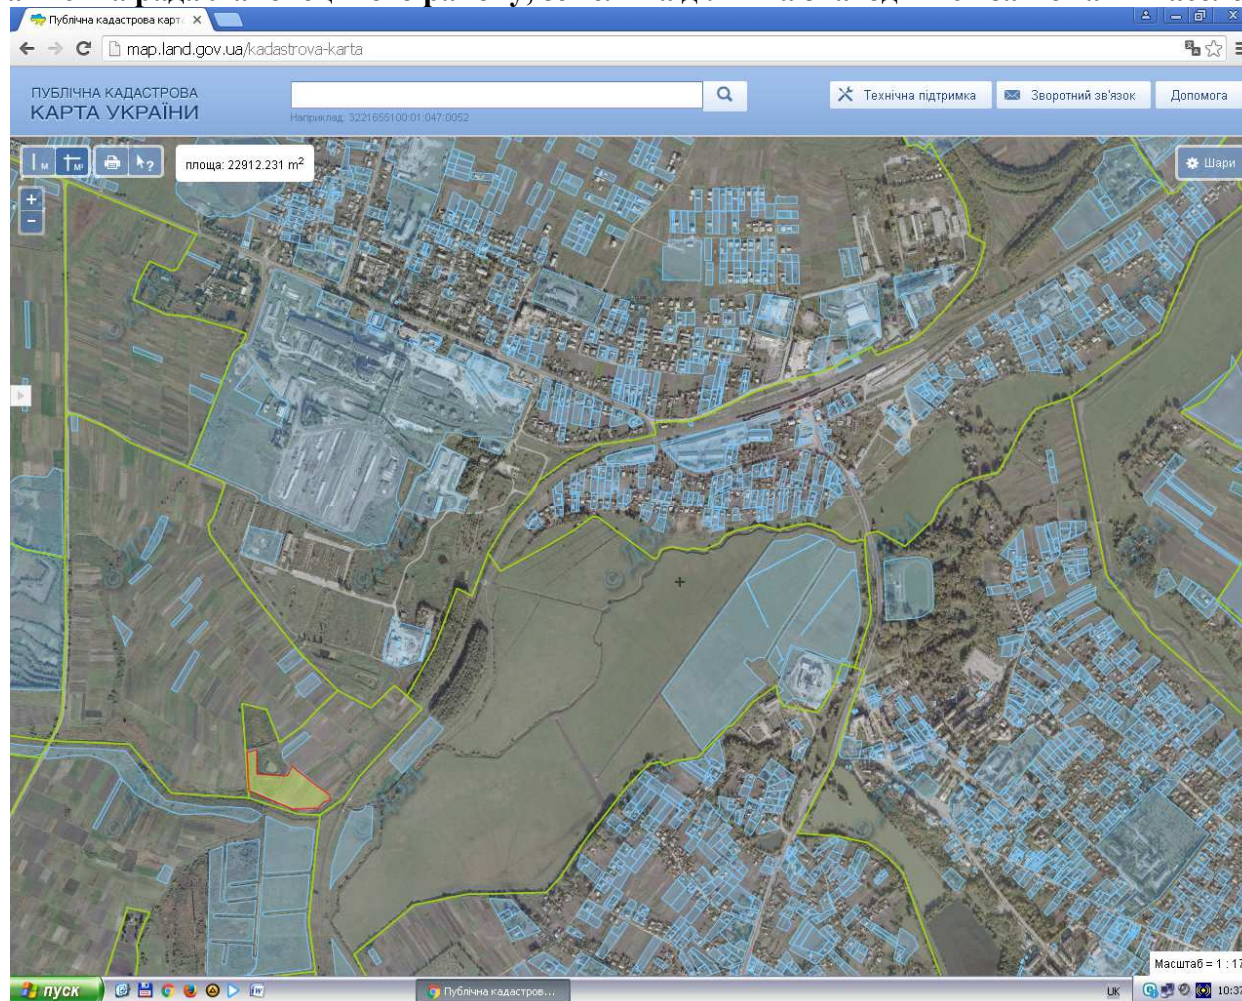 Публічна кадастрова карт
map.land.gov.ua/kadastrova-karta
ПУБЛІЧНА КАДАСТРОВА
КАРТА УКРАЇНИ
Наприклад: 3221655100:01:047:0052
Технічна підтримка
Зворотний зв'язок
Допомога
м
м²
?
площа: 22912.231 m²
Шари
+
−
Масштаб = 1 : 17
пуск
Публічна кадастров...
UK
10:37